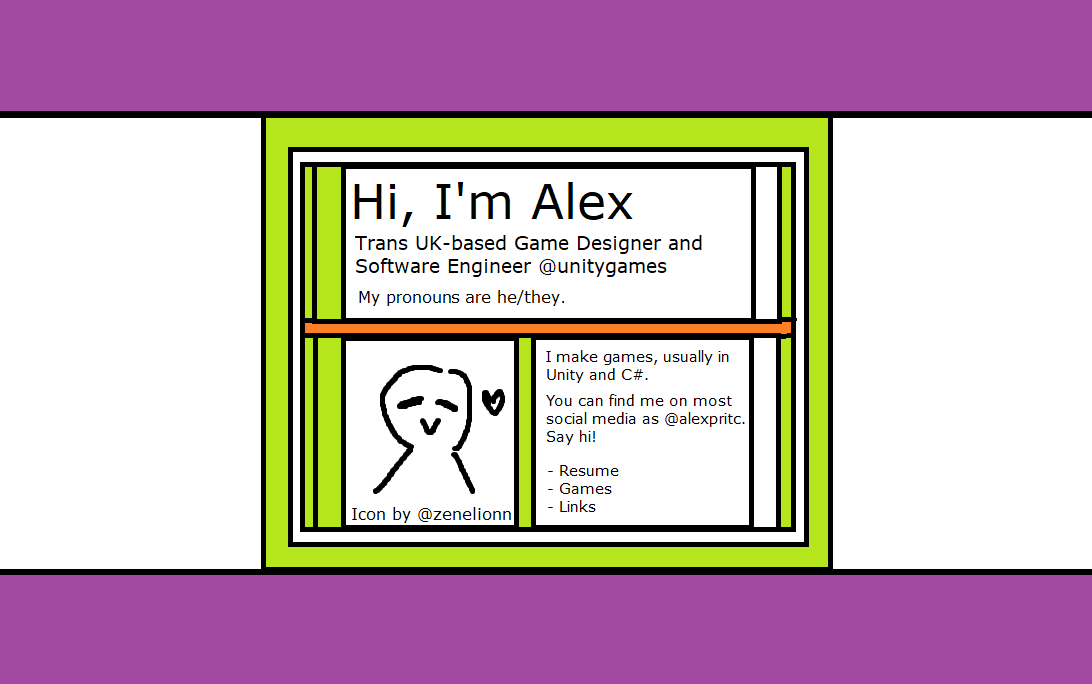 Hi, I'm Alex
Trans UK-based Game Designer and
Software Engineer @unitygames
My pronouns are he/they.
I make games, usually in
Unity and C#.
You can find me on most
social media as @alexpritc.
Say hi!
- Resume
- Games
- Links
Icon by @zenelionn